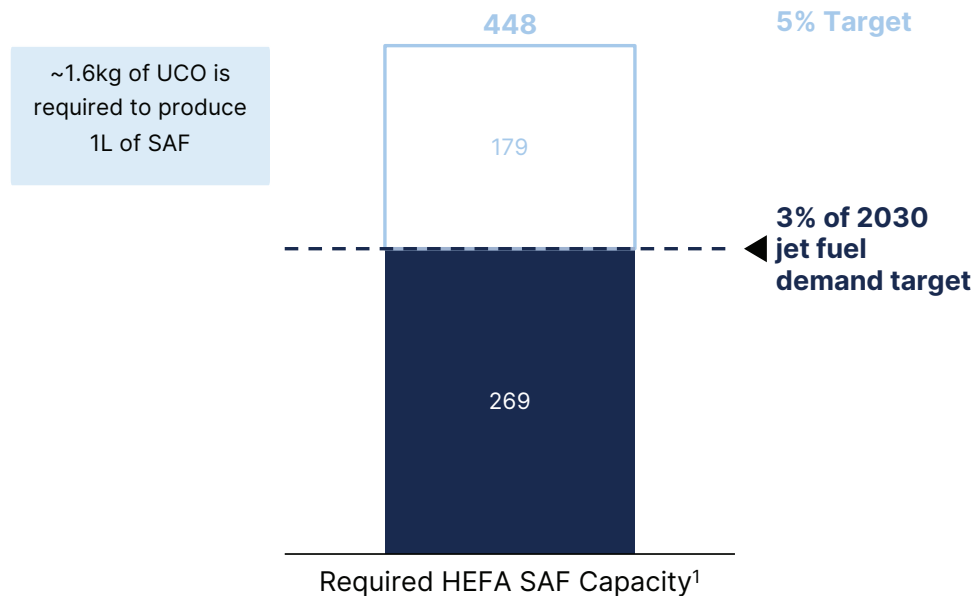 448
5% Target
~1.6kg of UCO is
required to produce
1L of SAF
179
3% of 2030
jet fuel
demand target
269
Required HEFA SAF Capacity¹